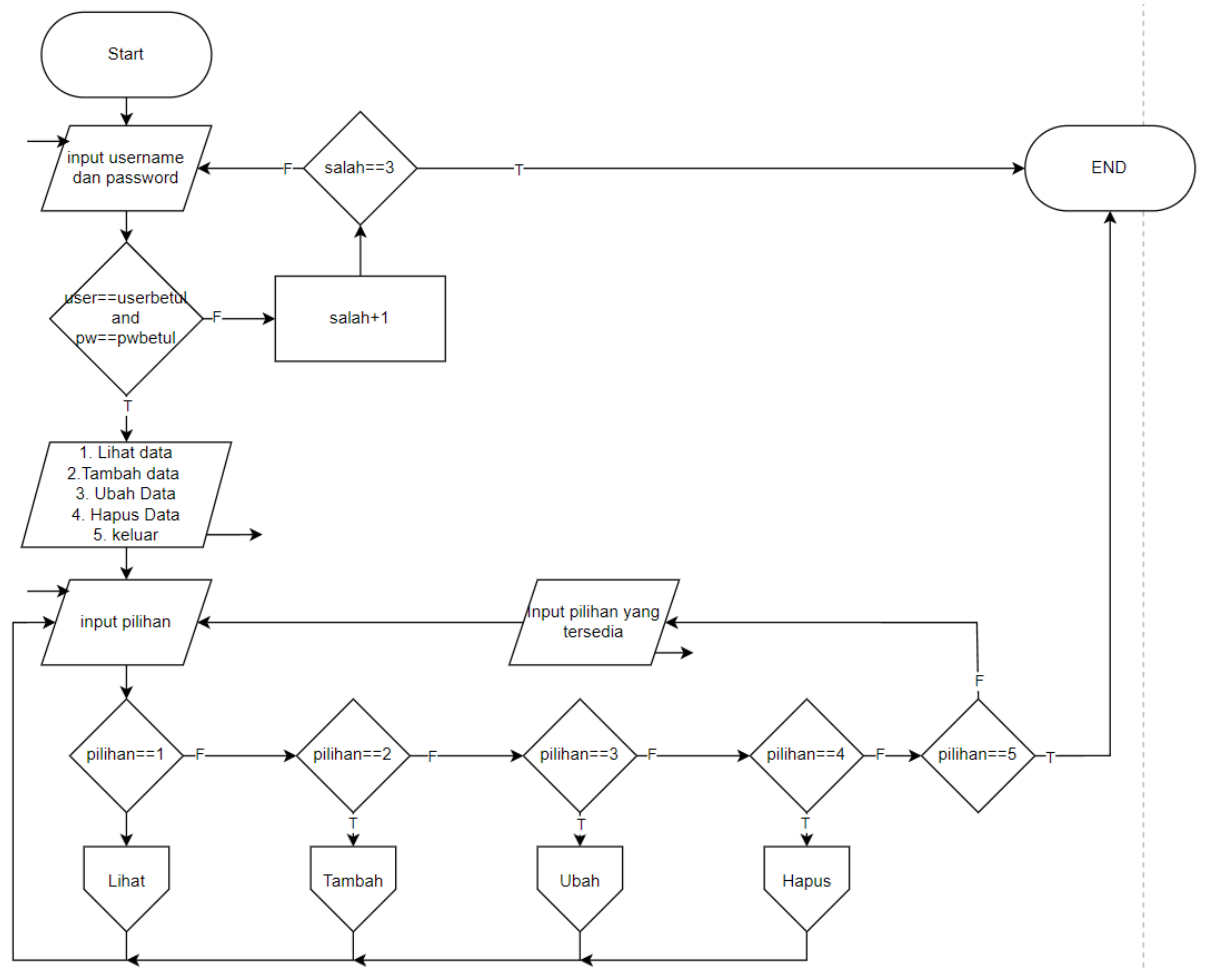 Start
input username
dan password
F
salah==3
T
END
user==userbetul
and
pw==pwbetul
F
salah+1
T
1. Lihat data
2.Tambah data
3. Ubah Data
4. Hapus Data
5. keluar
input pilihan
Input pilihan yang
tersedia
F
pilihan==1
F
pilihan==2
F
pilihan==3
F
pilihan==4
F
pilihan==5
T
T
T
T
Lihat
Tambah
Ubah
Hapus